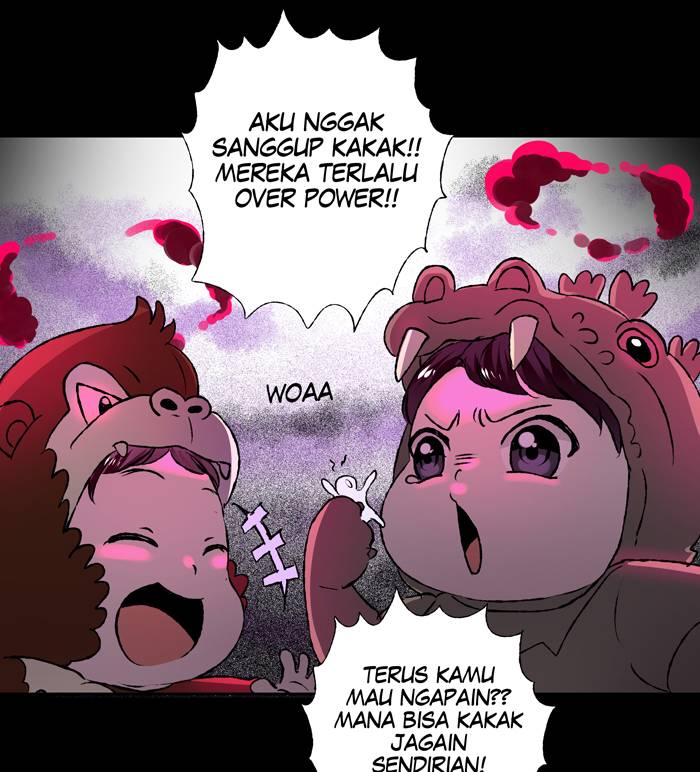 AKU NGGAK
SANGGUP KAKAK!!
MEREKA TERLALU
OVER POWER!!
WOAA
TERUS KAMU
MAU NGAPAIN??
MANA BISA KAKAK
JAGAIN
SENDIRIAN!